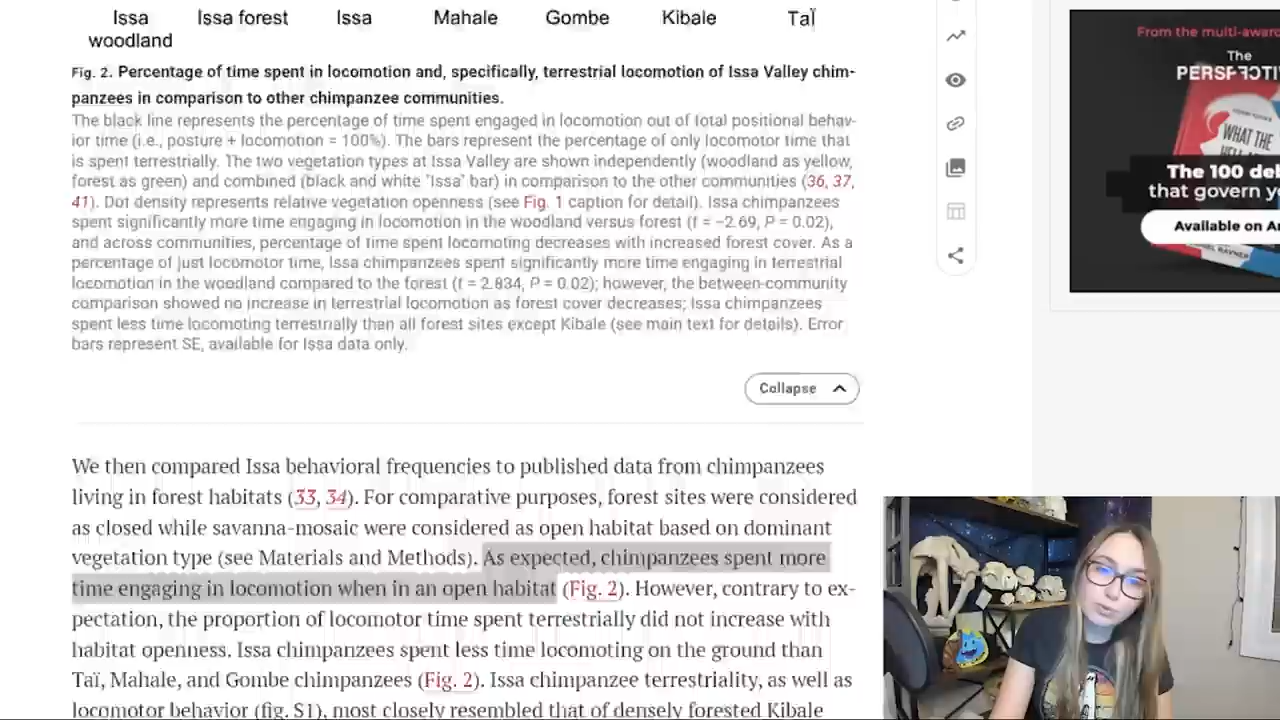 Issa
woodland
Issa forest
Issa
Mahale
Gombe
Kibale
Taï
Fig. 2. Percentage of time spent in locomotion and, specifically, terrestrial locomotion of Issa Valley chim-
panzees in comparison to other chimpanzee communities.
The black line represents the percentage of time spent engaged in locomotion out of total positional behav-
ior time (i.e., posture + locomotion = 100%). The bars represent the percentage of only locomotor time that
is spent terrestrially. The two vegetation types at Issa Valley are shown independently (woodland as yellow,
forest as green) and combined (black and white "Issa" bar) in comparison to the other communities (36, 37,
41). Dot density represents relative vegetation openness (see Fig. 1 caption for detail). Issa chimpanzees
spent significantly more time engaging in locomotion in the woodland versus forest (t = −2.69, P = 0.02),
and across communities, percentage of time spent locomoting decreases with increased forest cover. As a
percentage of just locomotor time, Issa chimpanzees spent significantly more time engaging in terrestrial
locomotion in the woodland compared to the forest (t = 2.834, P = 0.02); however, the between-community
comparison showed no increase in terrestrial locomotion as forest cover decreases; Issa chimpanzees
spent less time locomoting terrestrially than all forest sites except Kibale (see main text for details). Error
bars represent SE, available for Issa data only.
Collapse
We then compared Issa behavioral frequencies to published data from chimpanzees
living in forest habitats (33, 34). For comparative purposes, forest sites were considered
as closed while savanna-mosaic were considered as open habitat based on dominant
vegetation type (see Materials and Methods). As expected, chimpanzees spent more
time engaging in locomotion when in an open habitat (Fig. 2). However, contrary to ex-
pectation, the proportion of locomotor time spent terrestrially did not increase with
habitat openness. Issa chimpanzees spent less time locomoting on the ground than
Taï, Mahale, and Gombe chimpanzees (Fig. 2). Issa chimpanzee terrestriality, as well as
locomotor behavior (fig. S1), most closely resembled that of densely forested Kibale
From the multi-awar
The
PERSP
WHAT THE
The 100 de
that govern y
Available on A